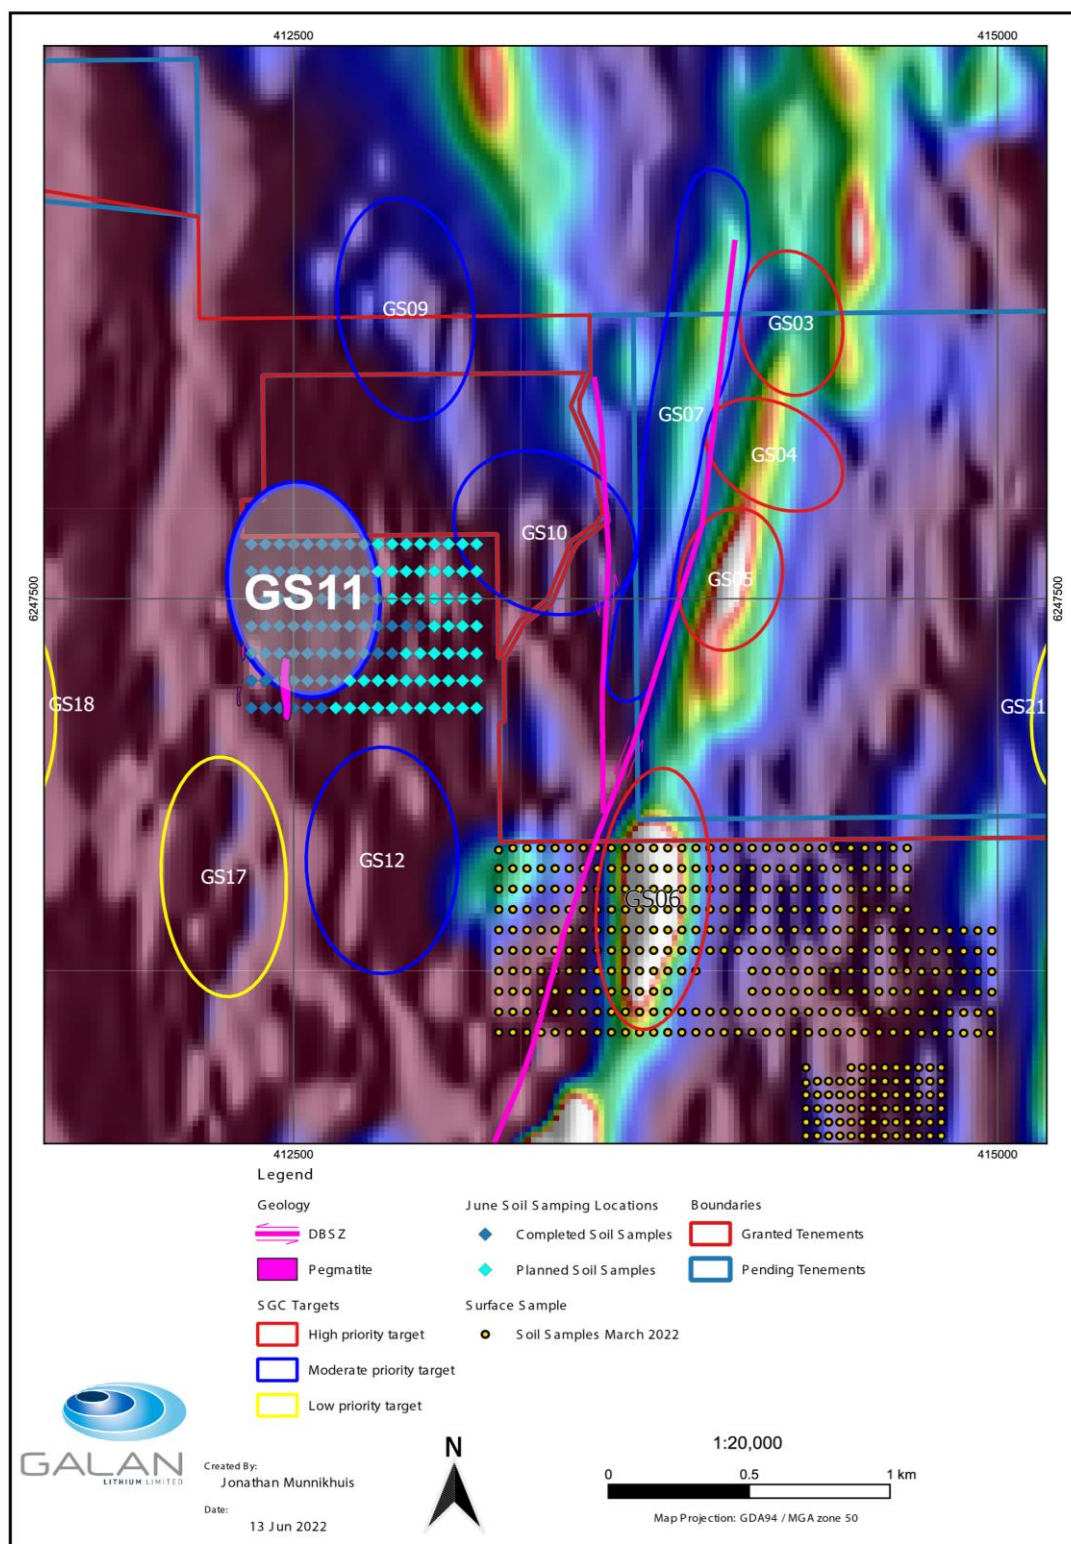 412500
415000
GS09
GS03
GS07
GS04
GS10
GS05
GS11
6247500
6247500
GS18
GS21
GS12
GS17
GS06
412500
415000
Legend
Geology
DBSZ
Pegmatite
SGC Targets
High priority target
Moderate priority target
Low priority target
June Soil Samping Locations
Completed Soil Samples
Planned Soil Samples
Surface Sample
Soil Samples March 2022
Boundaries
Granted Tenements
Pending Tenements
GALAN
LITHIUM LIMITED
Created By:
Jonathan Munnikhuis
Date:
13 Jun 2022
N
1:20,000
0 0.5 1 km
Map Projection: GDA94 / MGA zone 50